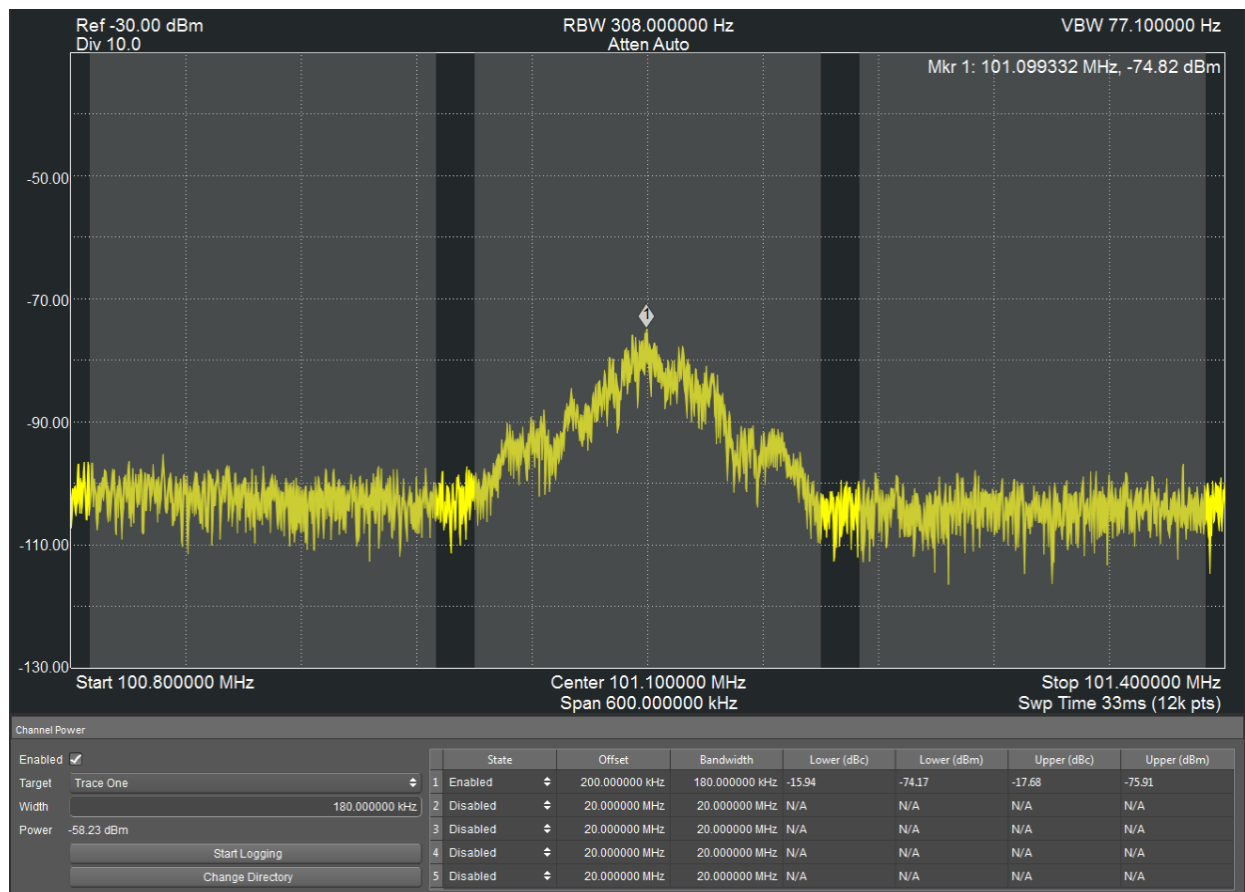 Ref -30.00 dBm RBW 308.000000 Hz VBW 77.100000 Hz
Div 10.0 Atten Auto
Mkr 1: 101.099332 MHz, -74.82 dBm
-50.00
-70.00
1
-90.00
-110.00
-130.00
Start 100.800000 MHz Center 101.100000 MHz Stop 101.400000 MHz
Span 600.000000 kHz Swp Time 33ms (12k pts)
Channel Power
Enabled
Target Trace One
Width 180.000000 kHz
Power -58.23 dBm
Start Logging
Change Directory
State Offset Bandwidth Lower (dBc) Lower (dBm) Upper (dBc) Upper (dBm)
1 Enabled 200.000000 kHz 180.000000 kHz -15.94 -74.17 -17.68 -75.91
2 Disabled 20.000000 MHz 20.000000 MHz N/A N/A N/A N/A
3 Disabled 20.000000 MHz 20.000000 MHz N/A N/A N/A N/A
4 Disabled 20.000000 MHz 20.000000 MHz N/A N/A N/A N/A
5 Disabled 20.000000 MHz 20.000000 MHz N/A N/A N/A N/A